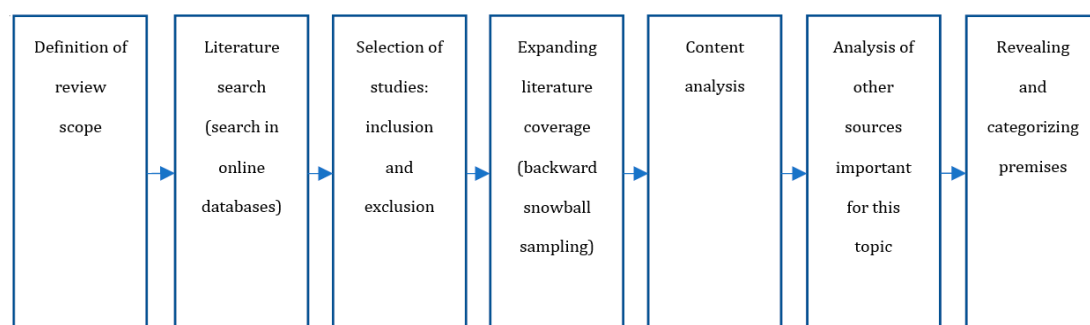 Definition of
review
scope
Literature
search
(search in
online
databases)
Selection of
studies:
inclusion
and
exclusion
Expanding
literature
coverage
(backward
snowball
sampling)
Content
analysis
Analysis of
other
sources
important
for this
topic
Revealing
and
categorizing
premises